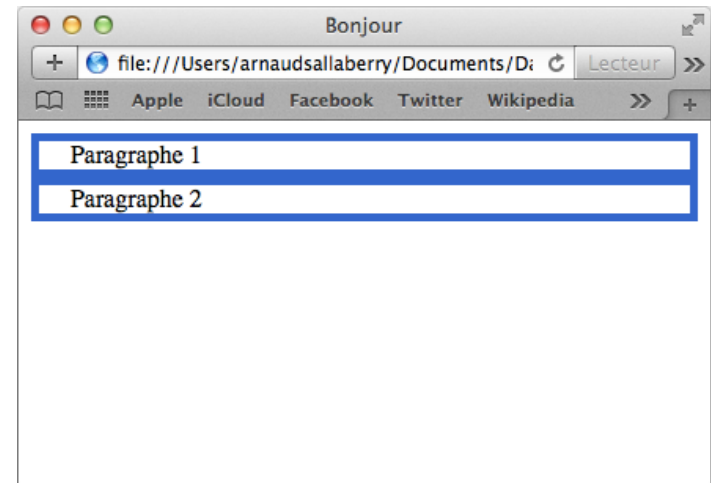 Bonjour
file:///Users/arnaudsallaberry/Documents/Da
Lecteur
Apple iCloud Facebook Twitter Wikipedia
Paragraphe 1
Paragraphe 2